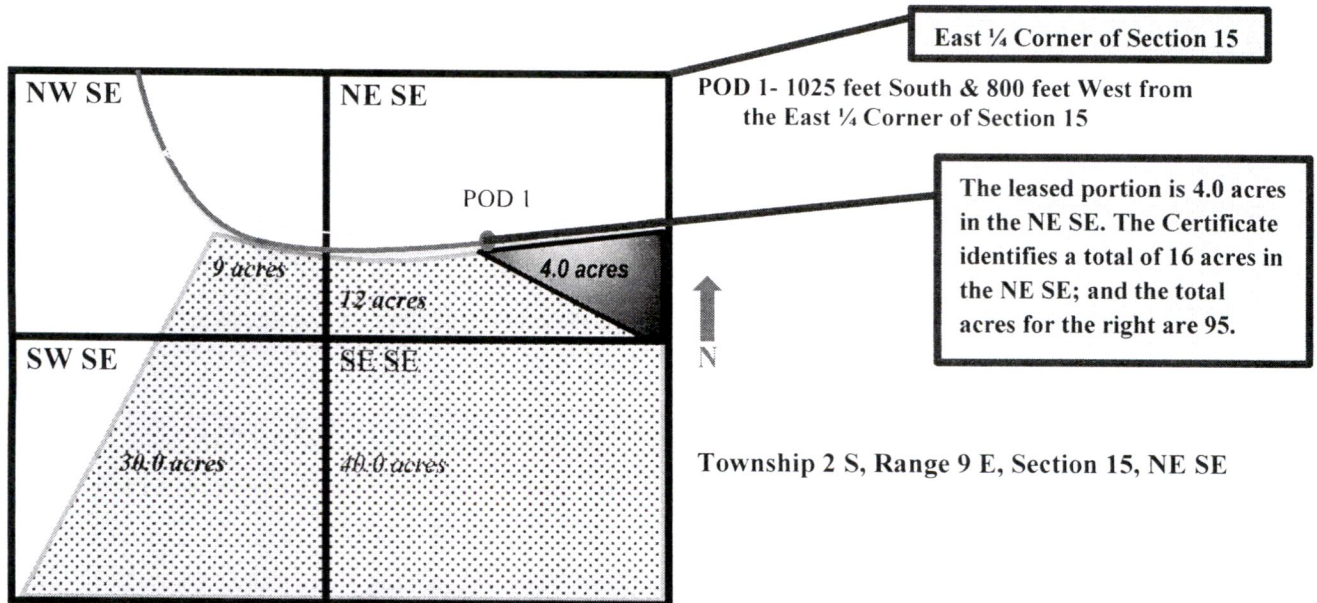 East ¼ Corner of Section 15
NW SE
NE SE
POD 1- 1025 feet South & 800 feet West from
the East ¼ Corner of Section 15
POD 1
The leased portion is 4.0 acres
in the NE SE. The Certificate
identifies a total of 16 acres in
the NE SE; and the total
acres for the right are 95.
9 acres
4.0 acres
12 acres
N
SW SE
SE SE
30.0 acres
40.0 acres
Township 2 S, Range 9 E, Section 15, NE SE